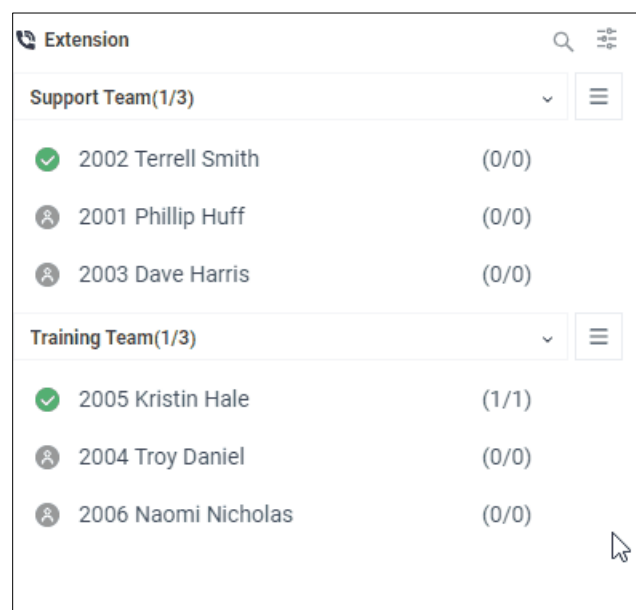 Extension
Support Team(1/3)
2002 Terrell Smith (0/0)
2001 Phillip Huff (0/0)
2003 Dave Harris (0/0)
Training Team(1/3)
2005 Kristin Hale (1/1)
2004 Troy Daniel (0/0)
2006 Naomi Nicholas (0/0)